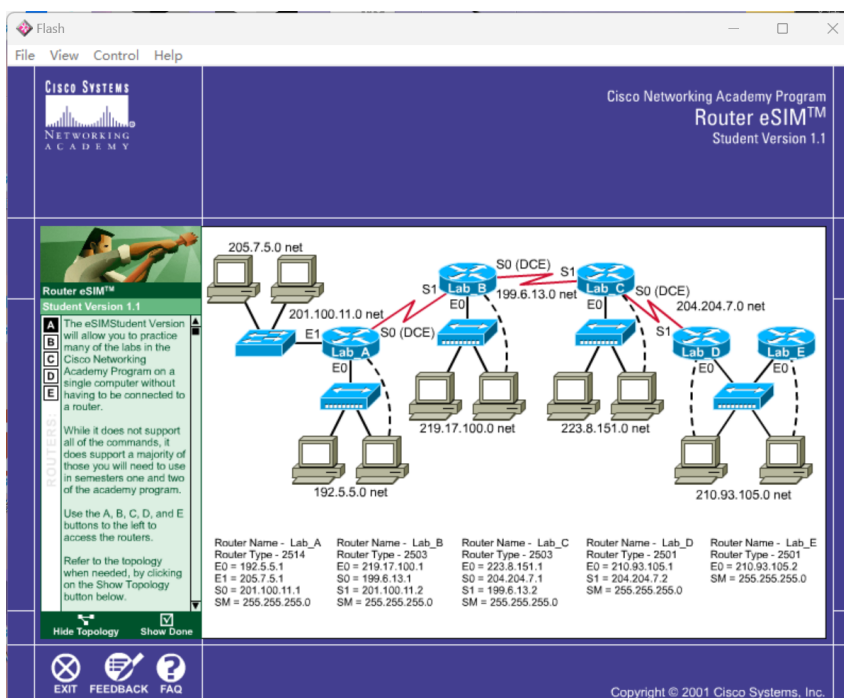 Flash
File View Control Help
CISCO SYSTEMS
NETWORKING
ACADEMY
Cisco Networking Academy Program
Router eSIM™
Student Version 1.1
Router eSIM™
Student Version 1.1
ROUTERS:
A
B
C
D
E
The eSIMStudent Version
will allow you to practice
many of the labs in the
Cisco Networking
Academy Program on a
single computer without
having to be connected to
a router.
While it does not support
all of the commands, it
does support a majority of
those you will need to use
in semesters one and two
of the academy program.
Use the A, B, C, D, and E
buttons to the left to
access the routers.
Refer to the topology
when needed, by clicking
on the Show Topology
button below.
Hide Topology
Show Done
205.7.5.0 net
201.100.11.0 net
E1
S0 (DCE)
Lab_A
E0
192.5.5.0 net
S1
Lab_B
S0 (DCE)
E0
219.17.100.0 net
199.6.13.0 net
S1
Lab_C
S0 (DCE)
E0
223.8.151.0 net
204.204.7.0 net
S1
Lab_D
E0
Lab_E
E0
210.93.105.0 net
Router Name - Lab_A
Router Type - 2514
E0 = 192.5.5.1
E1 = 205.7.5.1
S0 = 201.100.11.1
SM = 255.255.255.0
Router Name - Lab_B
Router Type - 2503
E0 = 219.17.100.1
S0 = 199.6.13.1
S1 = 201.100.11.2
SM = 255.255.255.0
Router Name - Lab_C
Router Type - 2503
E0 = 223.8.151.1
S0 = 204.204.7.1
S1 = 199.6.13.2
SM = 255.255.255.0
Router Name - Lab_D
Router Type - 2501
E0 = 210.93.105.1
S1 = 204.204.7.2
SM = 255.255.255.0
Router Name - Lab_E
Router Type - 2501
E0 = 210.93.105.2
SM = 255.255.255.0
EXIT
FEEDBACK
FAQ
Copyright © 2001 Cisco Systems, Inc.